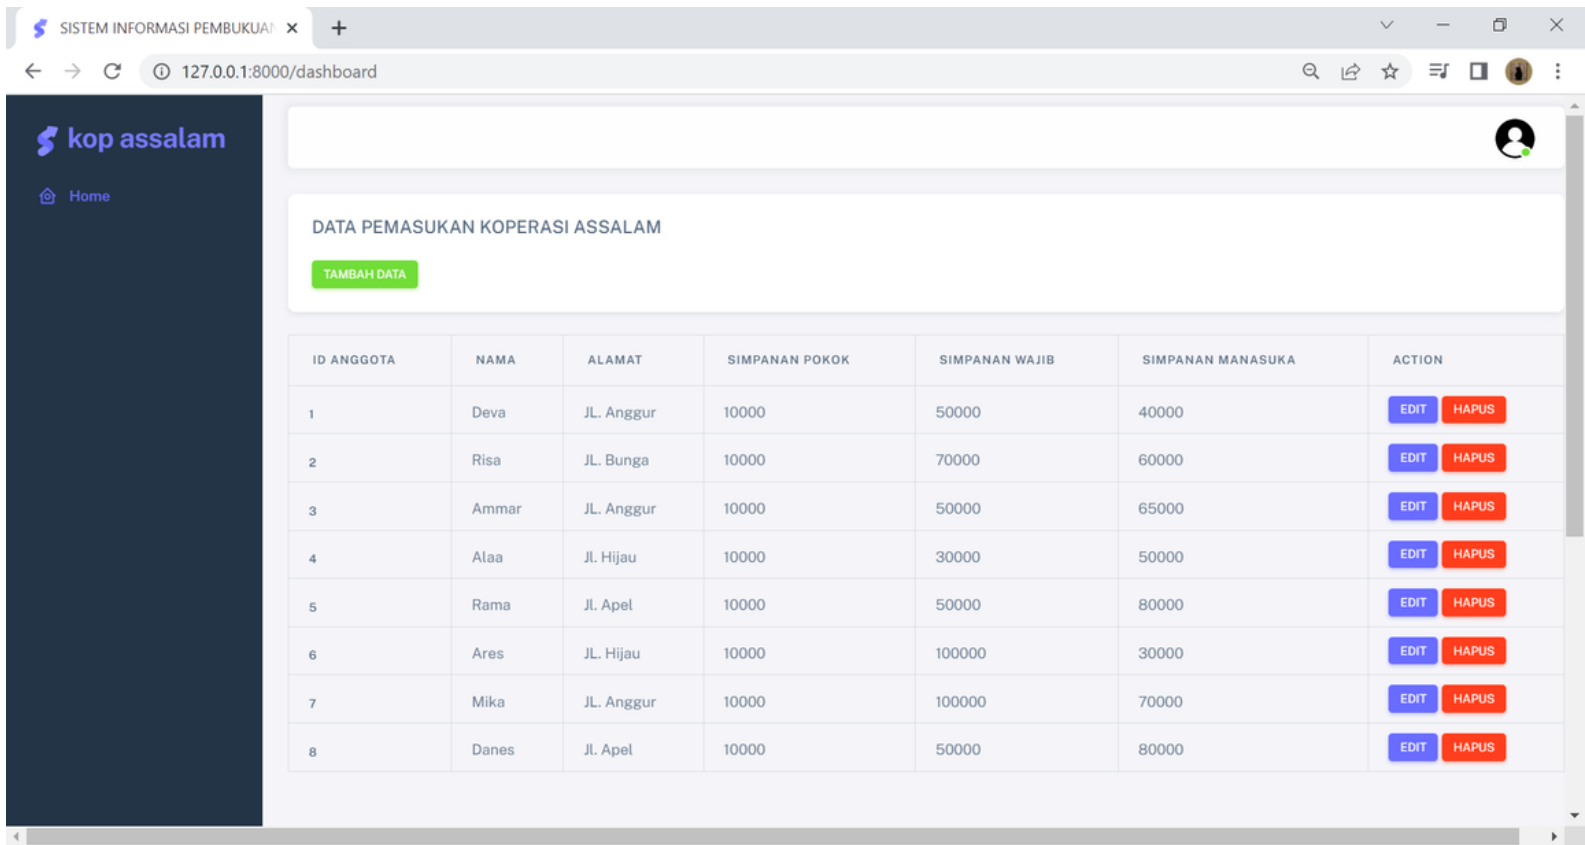 SISTEM INFORMASI PEMBUKUAN
127.0.0.1:8000/dashboard
kop assalam
Home
DATA PEMASUKAN KOPERASI ASSALAM
TAMBAH DATA
ID ANGGOTA NAMA ALAMAT SIMPANAN POKOK SIMPANAN WAJIB SIMPANAN MANASUKA ACTION
1 Deva JL. Anggur 10000 50000 40000 EDIT HAPUS
2 Risa JL. Bunga 10000 70000 60000 EDIT HAPUS
3 Ammar JL. Anggur 10000 50000 65000 EDIT HAPUS
4 Alaa Jl. Hijau 10000 30000 50000 EDIT HAPUS
5 Rama Jl. Apel 10000 50000 80000 EDIT HAPUS
6 Ares JL. Hijau 10000 100000 30000 EDIT HAPUS
7 Mika JL. Anggur 10000 100000 70000 EDIT HAPUS
8 Danes Jl. Apel 10000 50000 80000 EDIT HAPUS